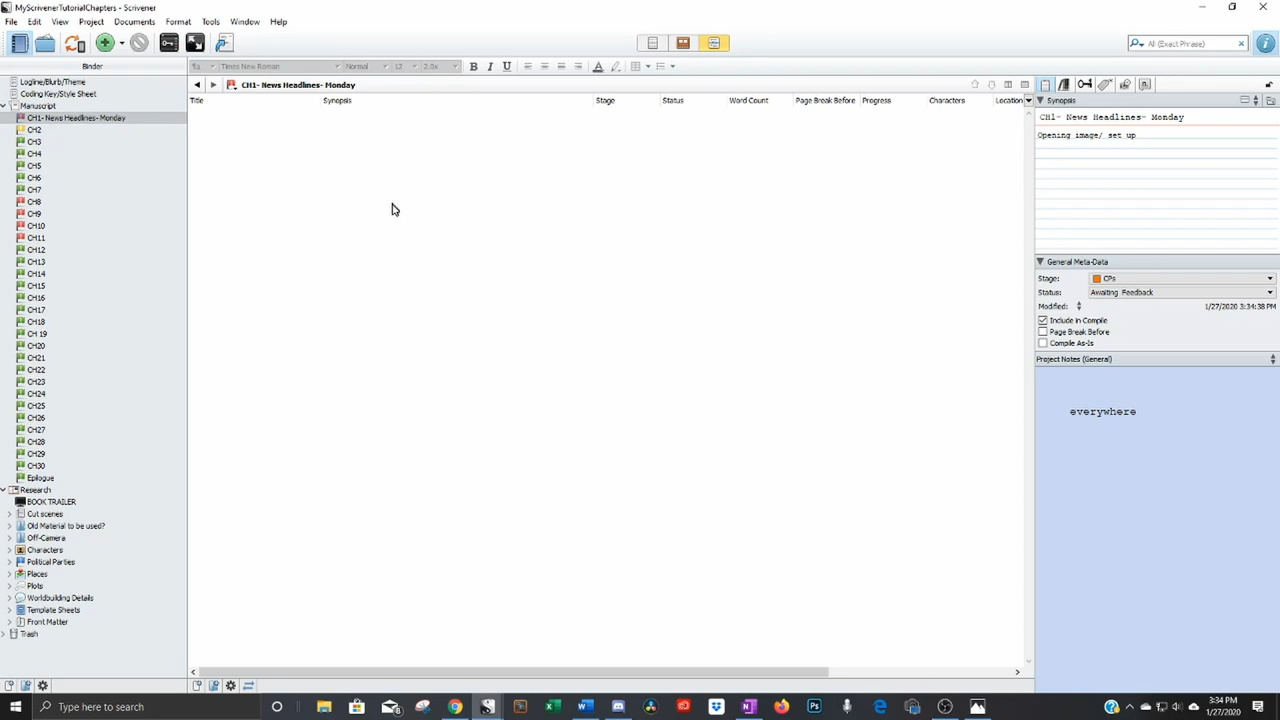 MyScrivenerTutorialChapters - Scrivener
File Edit View Project Documents Format Tools Window Help
All (Exact Phrase)
Binder
Times New Roman Normal 12 2.0x B I U A
Logline/Blurb/Theme
Coding Key/Style Sheet
Manuscript
CH1- News Headlines- Monday
CH2
CH3
CH4
CH5
CH6
CH7
CH8
CH9
CH10
CH11
CH12
CH13
CH14
CH15
CH16
CH17
CH18
CH 19
CH20
CH21
CH22
CH23
CH24
CH25
CH26
CH27
CH28
CH29
CH30
Epilogue
Research
BOOK TRAILER
Cut scenes
Old Material to be used?
Off-Camera
Characters
Political Parties
Places
Plots
Worldbuilding Details
Template Sheets
Front Matter
Trash
CH1- News Headlines- Monday
Title Synopsis Stage Status Word Count Page Break Before Progress Characters Location
Synopsis
CH1- News Headlines- Monday
Opening image/ set up
General Meta-Data
Stage: CPs
Status: Awaiting Feedback
Modified: 1/27/2020 3:34:38 PM
Include in Compile
Page Break Before
Compile As-Is
Project Notes (General)
everywhere
Type here to search
3:34 PM
1/27/2020